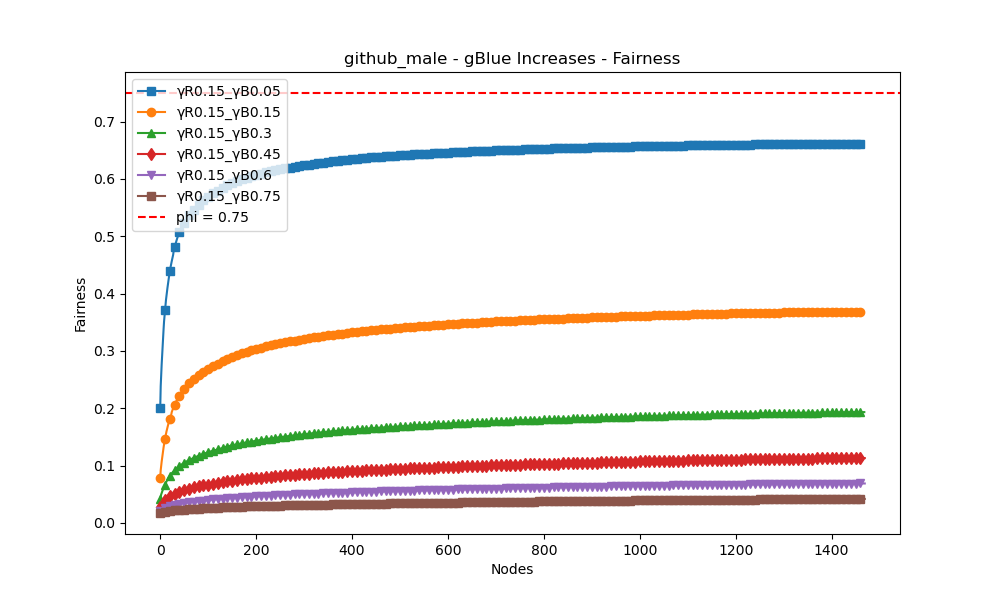 github_male - gBlue Increases - Fairness
γR0.15_γB0.05
γR0.15_γB0.15
γR0.15_γB0.3
γR0.15_γB0.45
γR0.15_γB0.6
γR0.15_γB0.75
phi = 0.75
Fairness
0.7
0.6
0.5
0.4
0.3
0.2
0.1
0.0
0 200 400 600 800 1000 1200 1400
Nodes